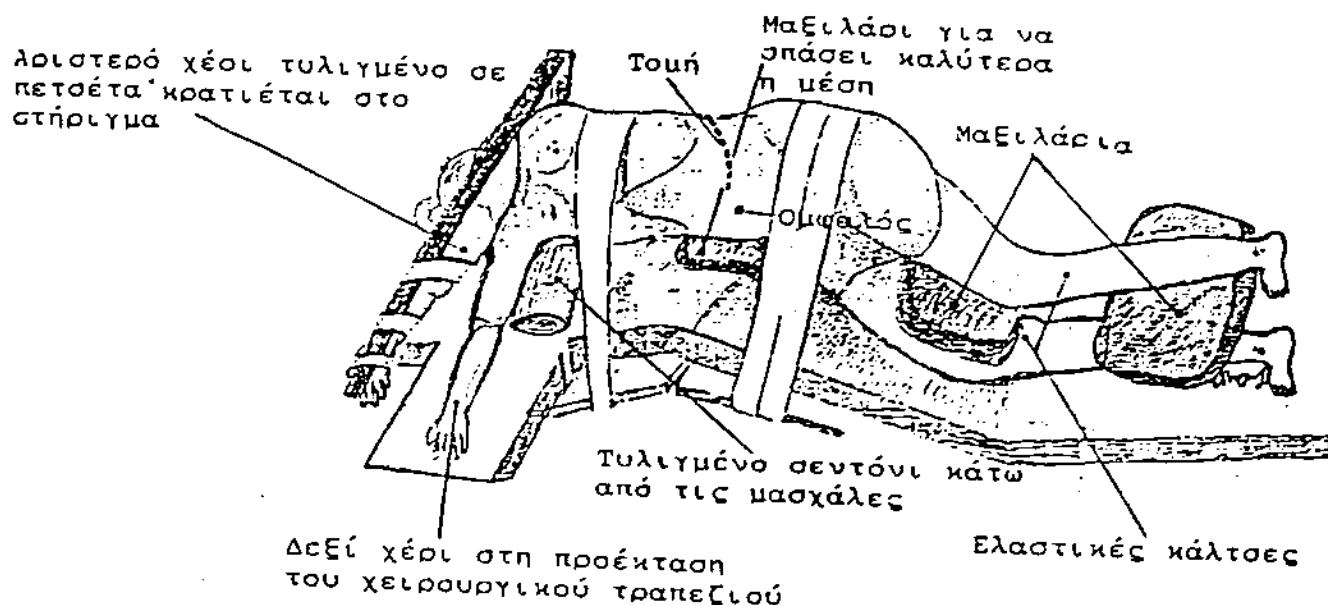 Αριστερό χέρι τυλιγμένο σε
πετσέτα κρατιέται στο
στήριγμα
Τομή
Μαξιλάρι για να
σπάσει καλύτερα
η μέση
Μαξιλάρια
Ομφαλός
Τυλιγμένο σεντόνι κάτω
από τις μασχάλες
Δεξί χέρι στη προέκταση
του χειρουργικού τραπεζιού
Ελαστικές κάλτσες